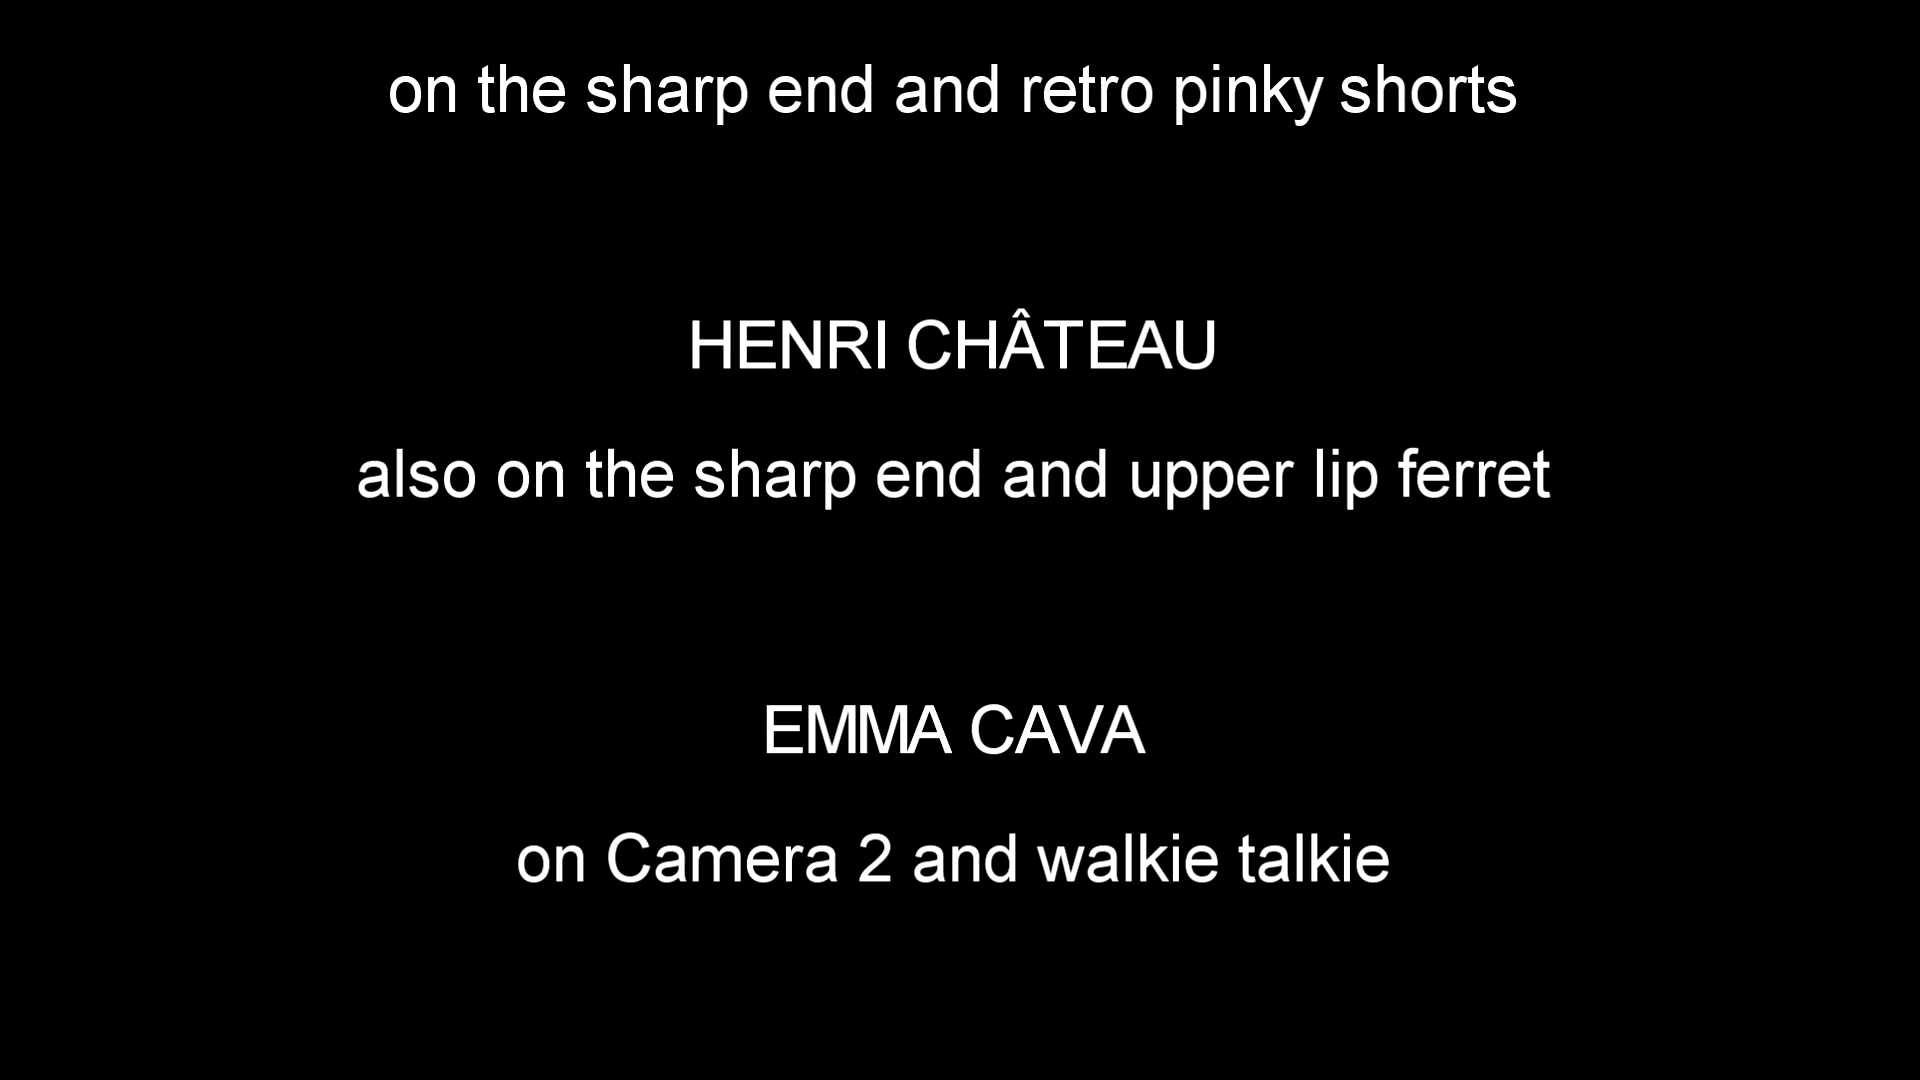 on the sharp end and retro pinky shorts
HENRI CHÂTEAU
also on the sharp end and upper lip ferret
EMMA CAVA
on Camera 2 and walkie talkie